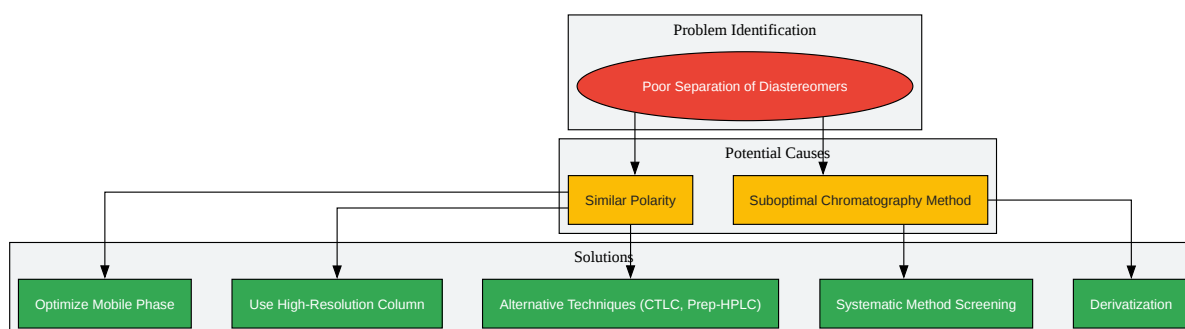 Problem Identification
Poor Separation of Diastereomers
Potential Causes
Similar Polarity
Suboptimal Chromatography Method
Solutions
Optimize Mobile Phase
Use High-Resolution Column
Alternative Techniques (CTLC, Prep-HPLC)
Systematic Method Screening
Derivatization